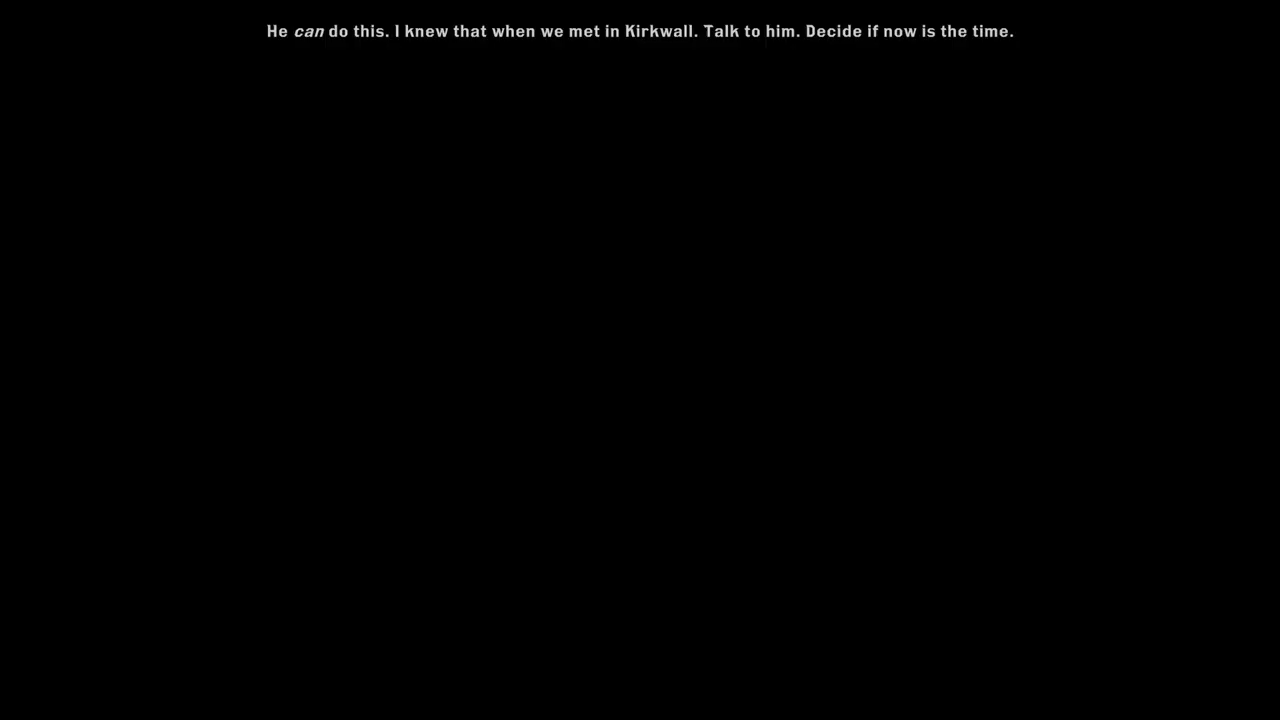 He can do this. I knew that when we met in Kirkwall. Talk to him. Decide if now is the time.